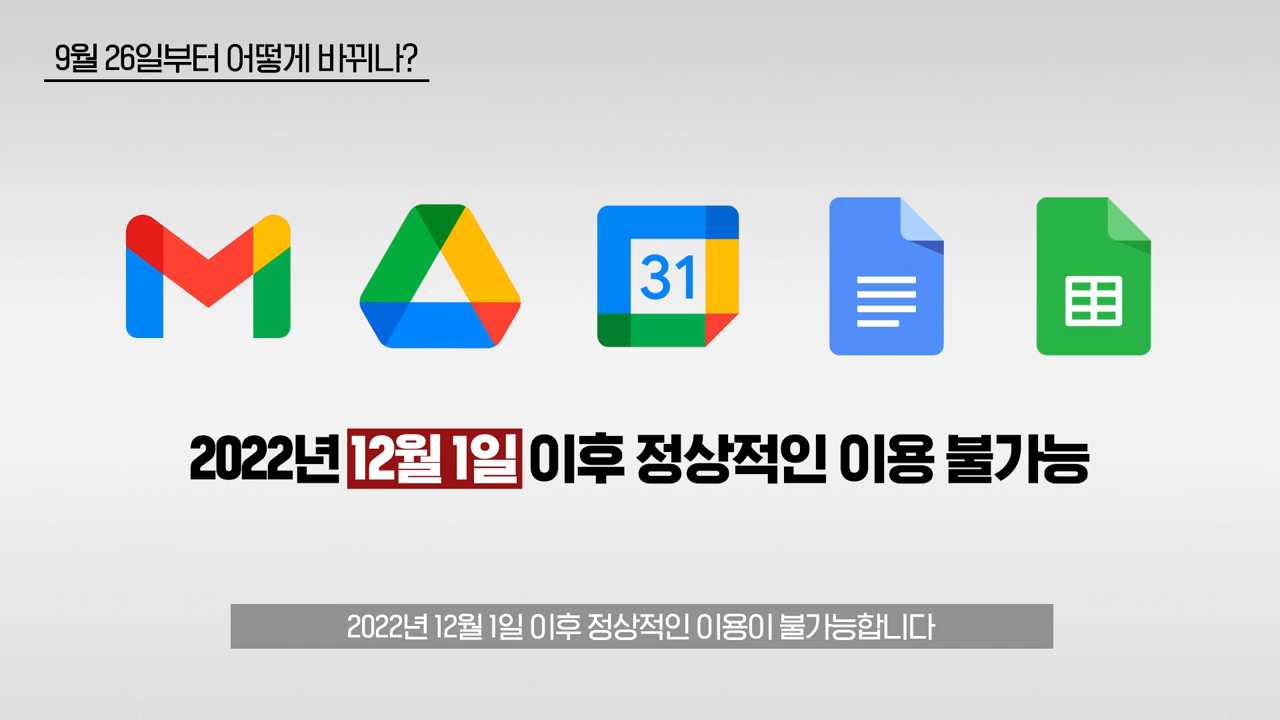 9월 26일부터 어떻게 바뀌나?
31
2022년 12월 1일 이후 정상적인 이용 불가능
2022년 12월 1일 이후 정상적인 이용이 불가능합니다